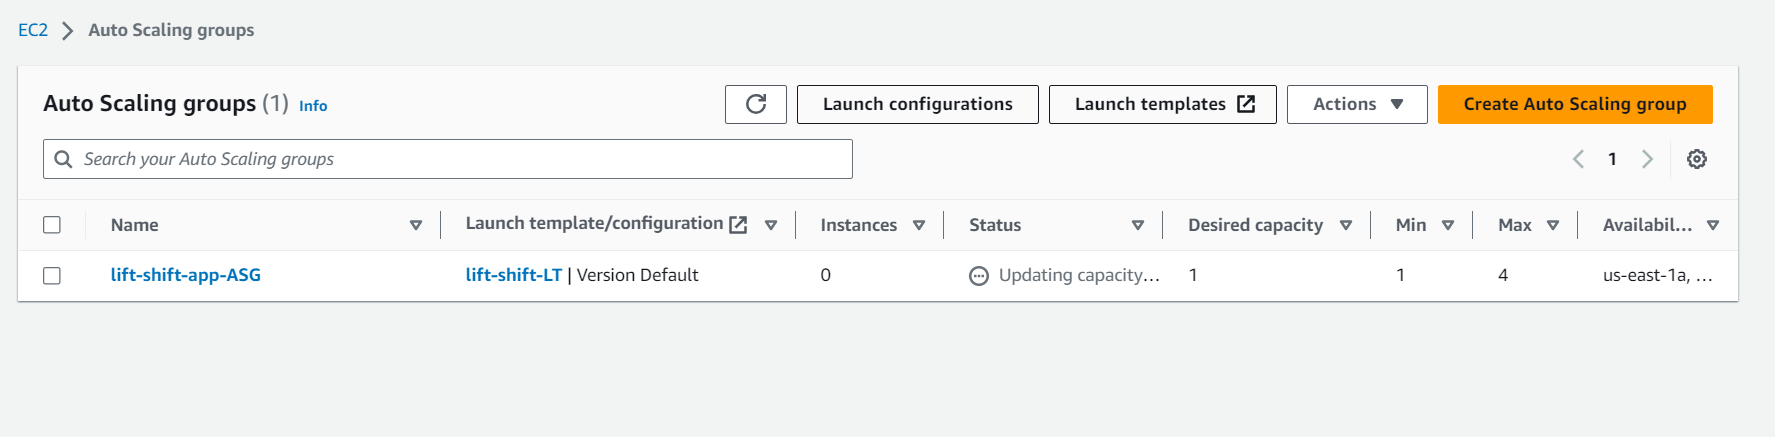 EC2 Auto Scaling groups
Auto Scaling groups (1) Info Launch configurations Launch templates Actions Create Auto Scaling group
Search your Auto Scaling groups 1
Name Launch template/configuration Instances Status Desired capacity Min Max Availabil...
lift-shift-app-ASG lift-shift-LT | Version Default 0 Updating capacity... 1 1 4 us-east-1a, ...